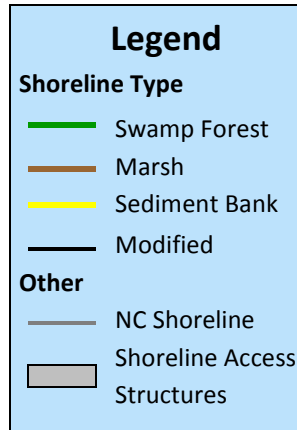 Legend
Shoreline Type
Swamp Forest
Marsh
Sediment Bank
Modified
Other
NC Shoreline
Shoreline Access
Structures